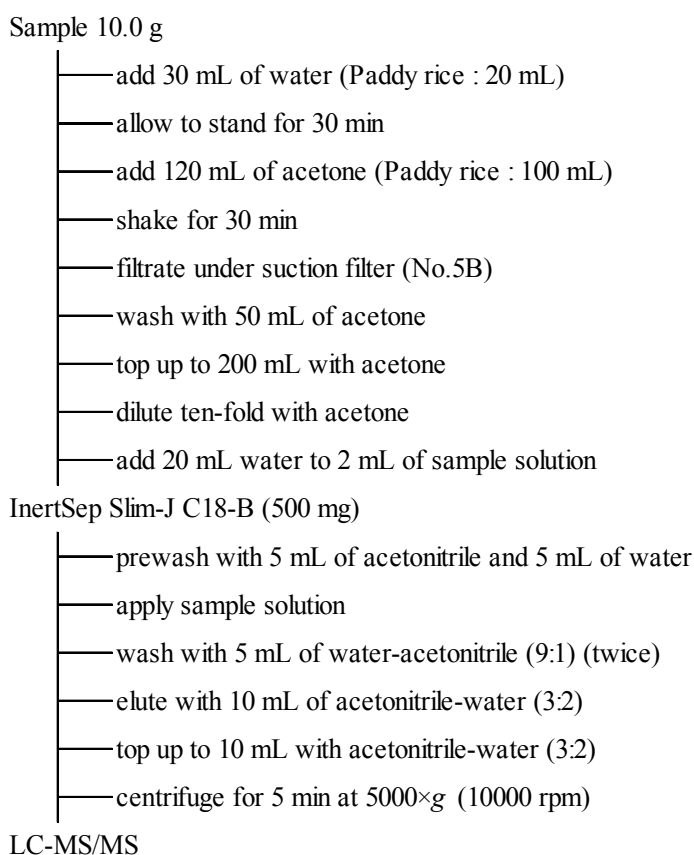 Sample 10.0 g
add 30 mL of water (Paddy rice : 20 mL)
allow to stand for 30 min
add 120 mL of acetone (Paddy rice : 100 mL)
shake for 30 min
filtrate under suction filter (No.5B)
wash with 50 mL of acetone
top up to 200 mL with acetone
dilute ten-fold with acetone
add 20 mL water to 2 mL of sample solution
InertSep Slim-J C18-B (500 mg)
prewash with 5 mL of acetonitrile and 5 mL of water
apply sample solution
wash with 5 mL of water-acetonitrile (9:1) (twice)
elute with 10 mL of acetonitrile-water (3:2)
top up to 10 mL with acetonitrile-water (3:2)
centrifuge for 5 min at 5000×g (10000 rpm)
LC-MS/MS